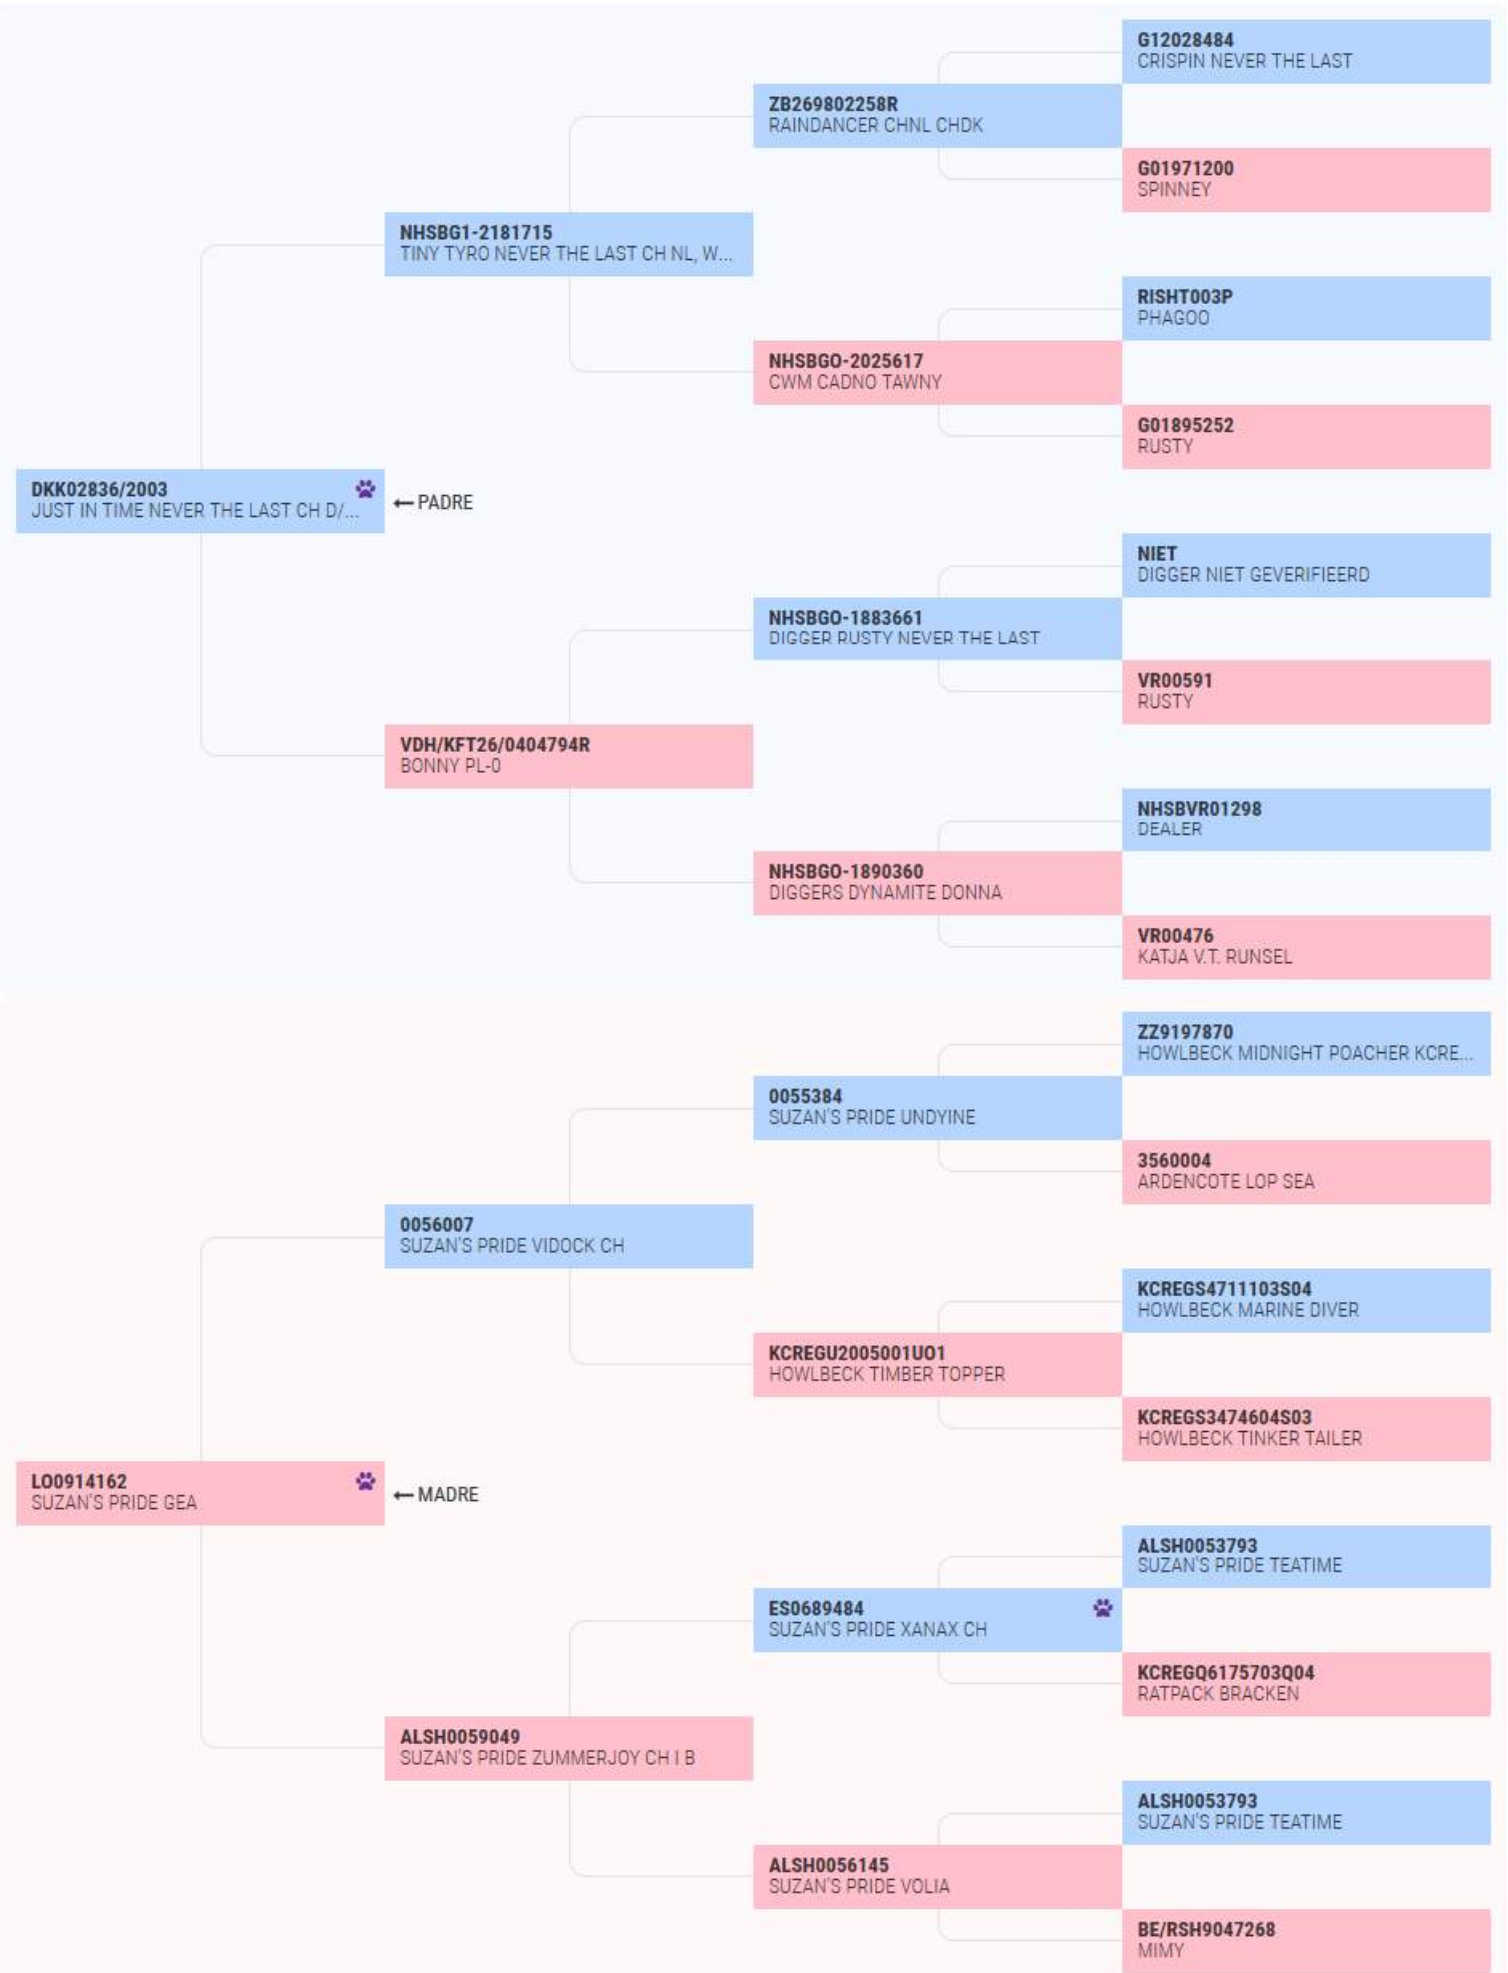 G12028484
CRISPIN NEVER THE LAST
ZB269802258R
RAINDANCER CHNL CHDK
G01971200
SPINNEY
NHSBG1-2181715
TINY TYRO NEVER THE LAST CH NL, W...
RISHT003P
PHAGOO
NHSBGO-2025617
CWM CADNO TAWNY
G01895252
RUSTY
DKK02836/2003
JUST IN TIME NEVER THE LAST CH D/...
←PADRE
NIET
DIGGER NIET GEVERIFIEERD
NHSBGO-1883661
DIGGER RUSTY NEVER THE LAST
VR00591
RUSTY
VDH/KFT26/0404794R
BONNY PL-0
NHSBVR01298
DEALER
NHSBGO-1890360
DIGGERS DYNAMITE DONNA
VR00476
KATJA V.T. RUNSEL
ZZ9197870
HOWLBECK MIDNIGHT POACHER KCRE...
0055384
SUZAN'S PRIDE UNDYINE
3560004
ARDENCOTE LOP SEA
0056007
SUZAN'S PRIDE VIDOCK CH
KCREGS4711103S04
HOWLBECK MARINE DIVER
KCREGU2005001UO1
HOWLBECK TIMBER TOPPER
KCREGS3474604S03
HOWLBECK TINKER TAILER
LO0914162
SUZAN'S PRIDE GEA
←MADRE
ALSH0053793
SUZAN'S PRIDE TEATIME
ES0689484
SUZAN'S PRIDE XANAX CH
KCREGQ6175703Q04
RATPACK BRACKEN
ALSH0059049
SUZAN'S PRIDE ZUMMERJOY CH I B
ALSH0053793
SUZAN'S PRIDE TEATIME
ALSH0056145
SUZAN'S PRIDE VOLIA
BE/RSH9047268
MIMY